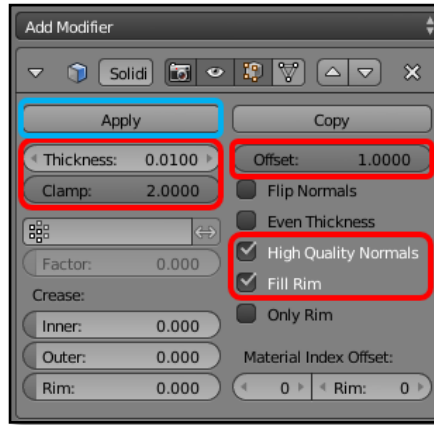 Add Modifier
Solidi
Apply Copy
Thickness: 0.0100 Offset: 1.0000
Clamp: 2.0000 Flip Normals
Even Thickness
High Quality Normals
Factor: 0.000 Fill Rim
Crease:
Only Rim
Inner: 0.000
Outer: 0.000 Material Index Offset:
Rim: 0.000 0 Rim: 0